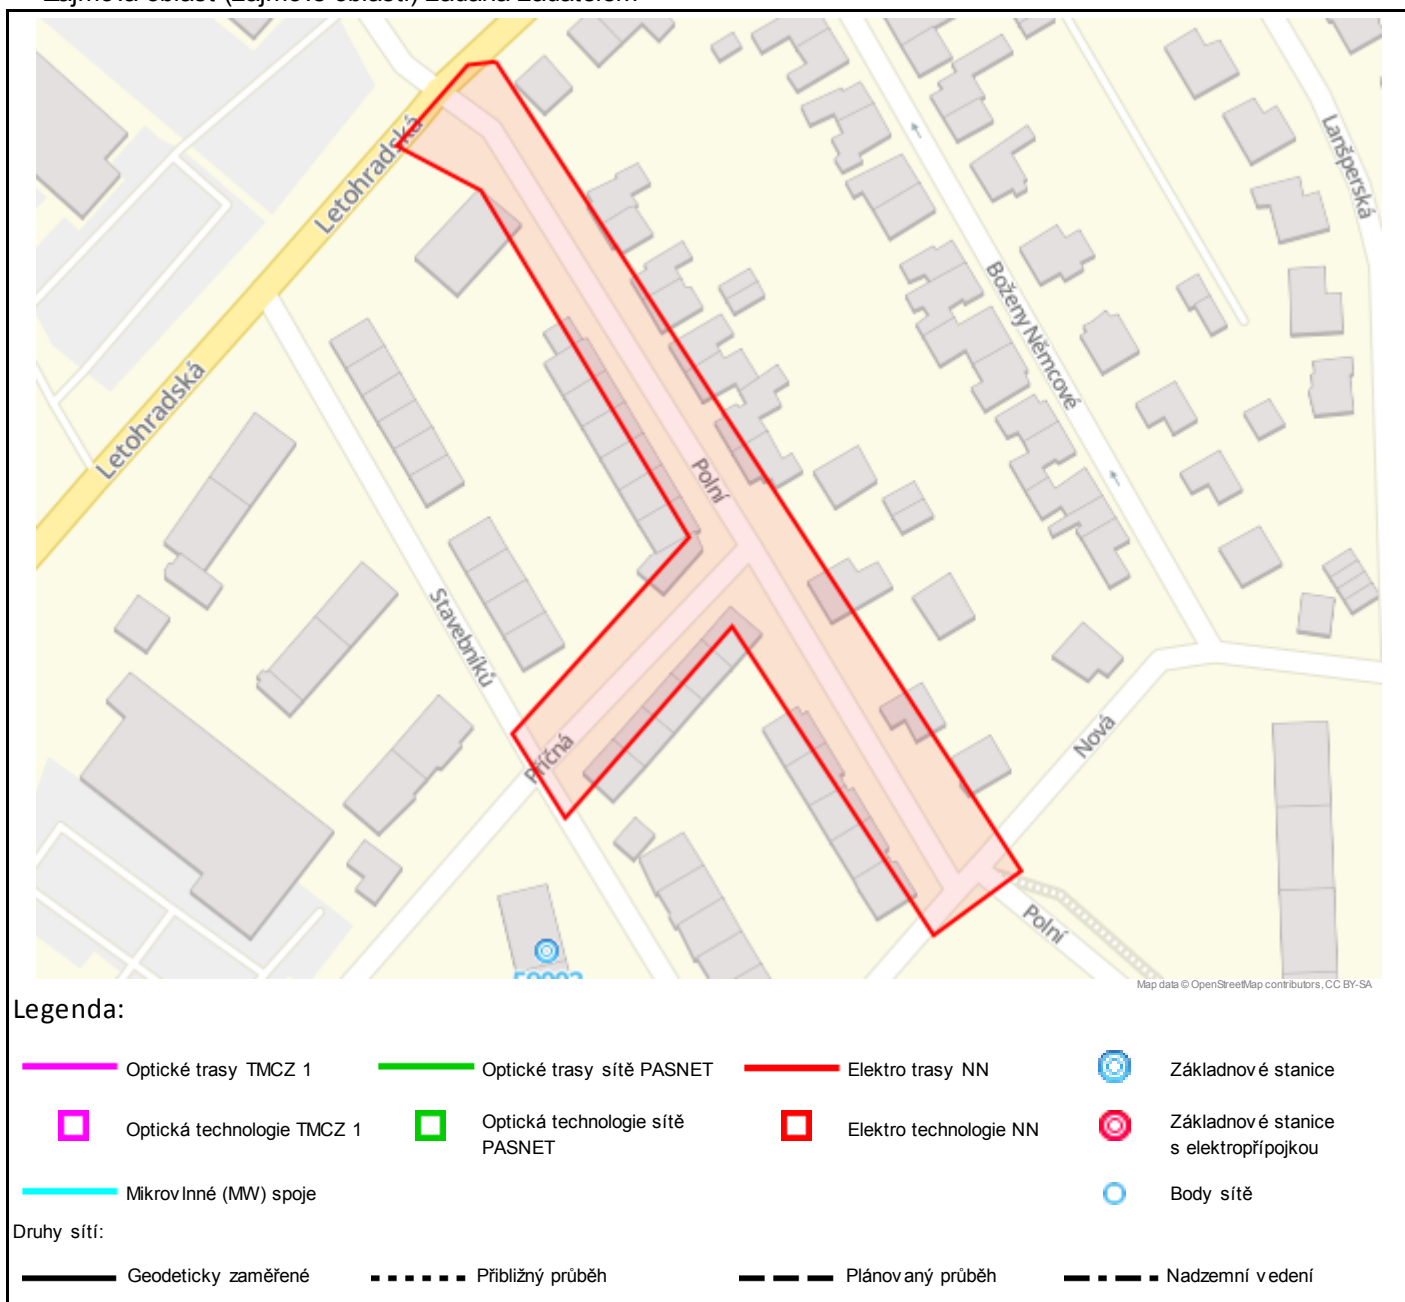 Letohradská
Lanšperská
Letohradská
Boženy Němcové
Polní
Stavebníků
Nová
Příčná
Polní
Map data © OpenStreetMap contributors, CC BY-SA
Legenda:
Optické trasy TMCZ 1
Optické trasy sítě PASNET
Elektro trasy NN
Základnové stanice
Optická technologie TMCZ 1
Optická technologie sítě
PASNET
Elektro technologie NN
Základnové stanice
s elektropřípojkou
Mikrovlnné (MW) spoje
Body sítě
Druhy sítí:
Geodeticky zaměřené
Přibližný průběh
Plánovaný průběh
Nadzemní vedení